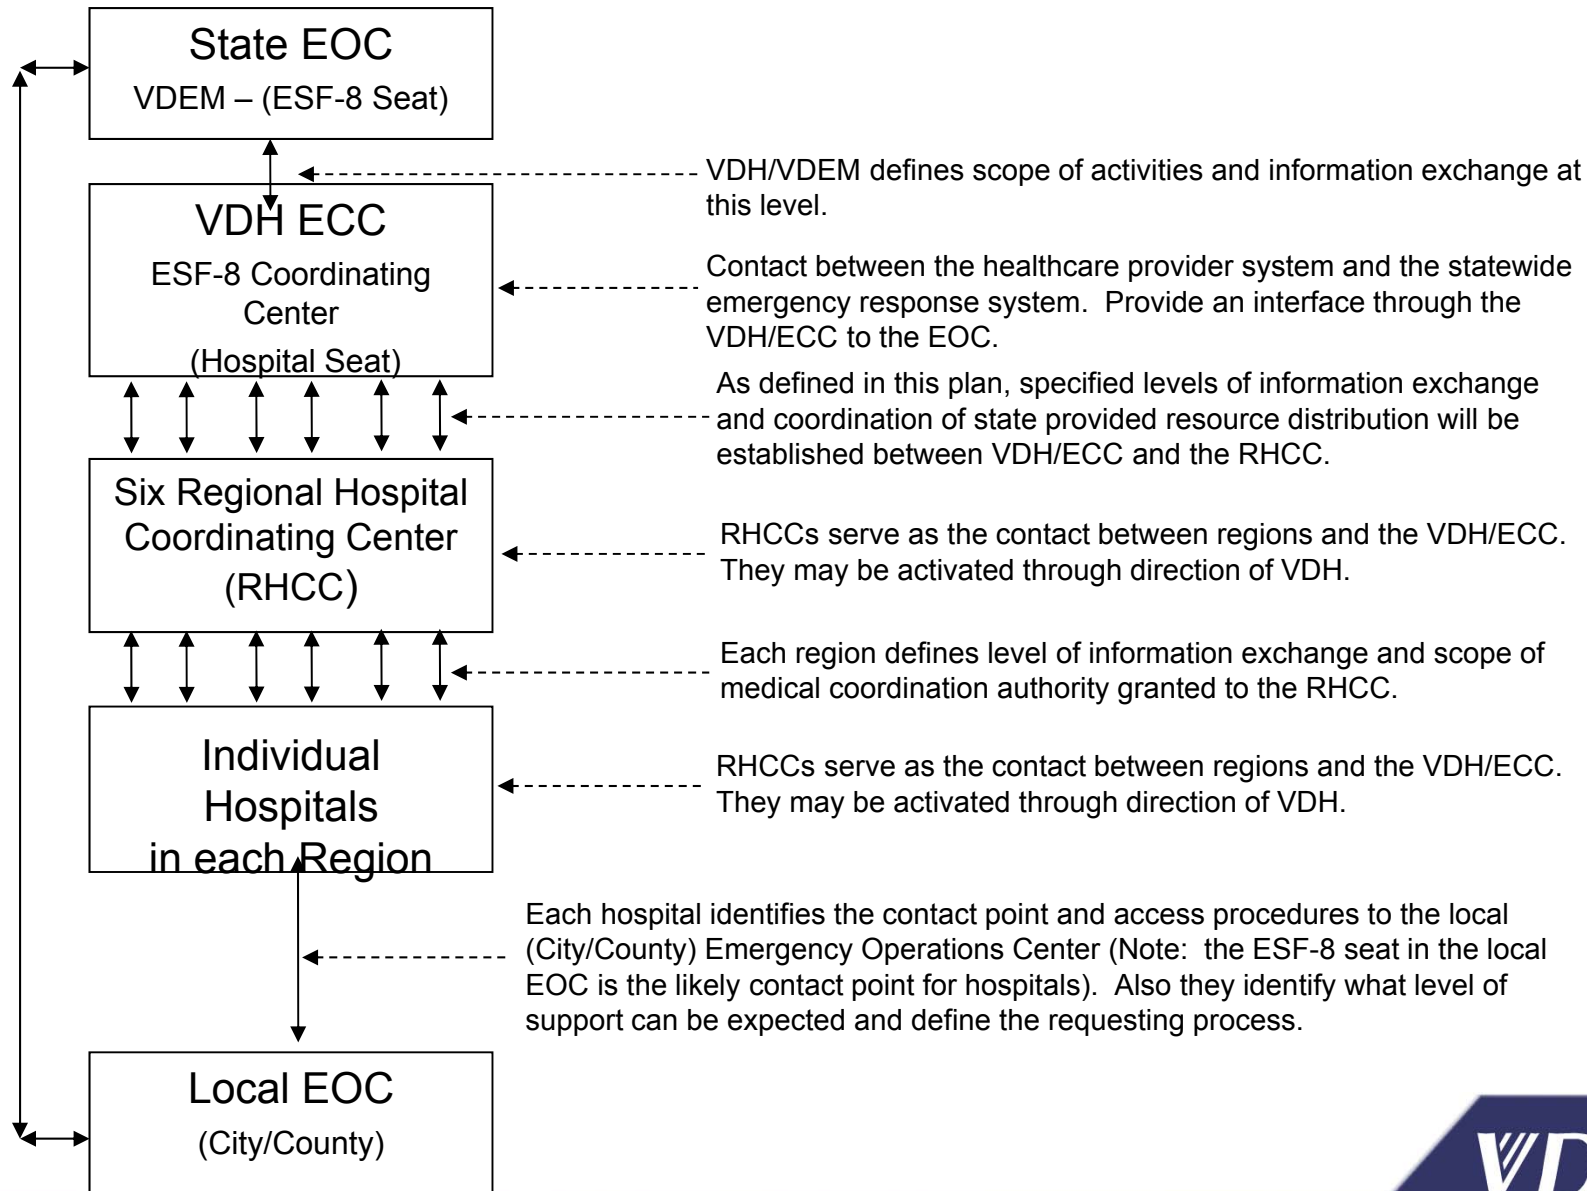 State EOC
VDEM – (ESF-8 Seat)
VDH/VDEM defines scope of activities and information exchange at
this level.
VDH ECC
ESF-8 Coordinating
Center
(Hospital Seat)
Contact between the healthcare provider system and the statewide
emergency response system.  Provide an interface through the
VDH/ECC to the EOC.
As defined in this plan, specified levels of information exchange
and coordination of state provided resource distribution will be
established between VDH/ECC and the RHCC.
Six Regional Hospital
Coordinating Center
(RHCC)
RHCCs serve as the contact between regions and the VDH/ECC.
They may be activated through direction of VDH.
Each region defines level of information exchange and scope of
medical coordination authority granted to the RHCC.
Individual
Hospitals
in each Region
RHCCs serve as the contact between regions and the VDH/ECC.
They may be activated through direction of VDH.
Each hospital identifies the contact point and access procedures to the local
(City/County) Emergency Operations Center (Note:  the ESF-8 seat in the local
EOC is the likely contact point for hospitals).  Also they identify what level of
support can be expected and define the requesting process.
Local EOC
(City/County)